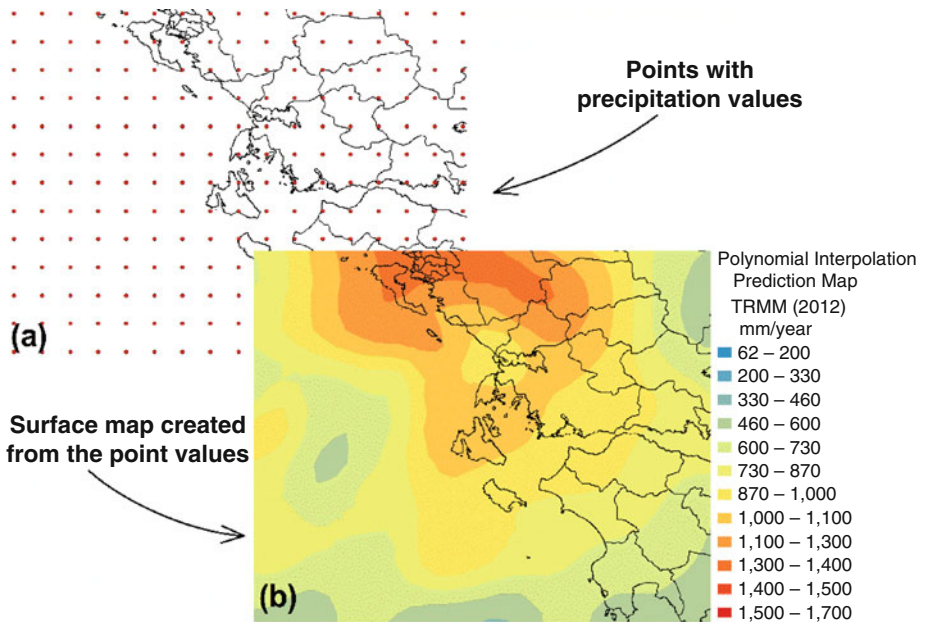 Points with
precipitation values
(a)
Surface map created
from the point values
(b)
Polynomial Interpolation
Prediction Map
TRMM (2012)
mm/year
62 – 200
200 – 330
330 – 460
460 – 600
600 – 730
730 – 870
870 – 1,000
1,000 – 1,100
1,100 – 1,300
1,300 – 1,400
1,400 – 1,500
1,500 – 1,700